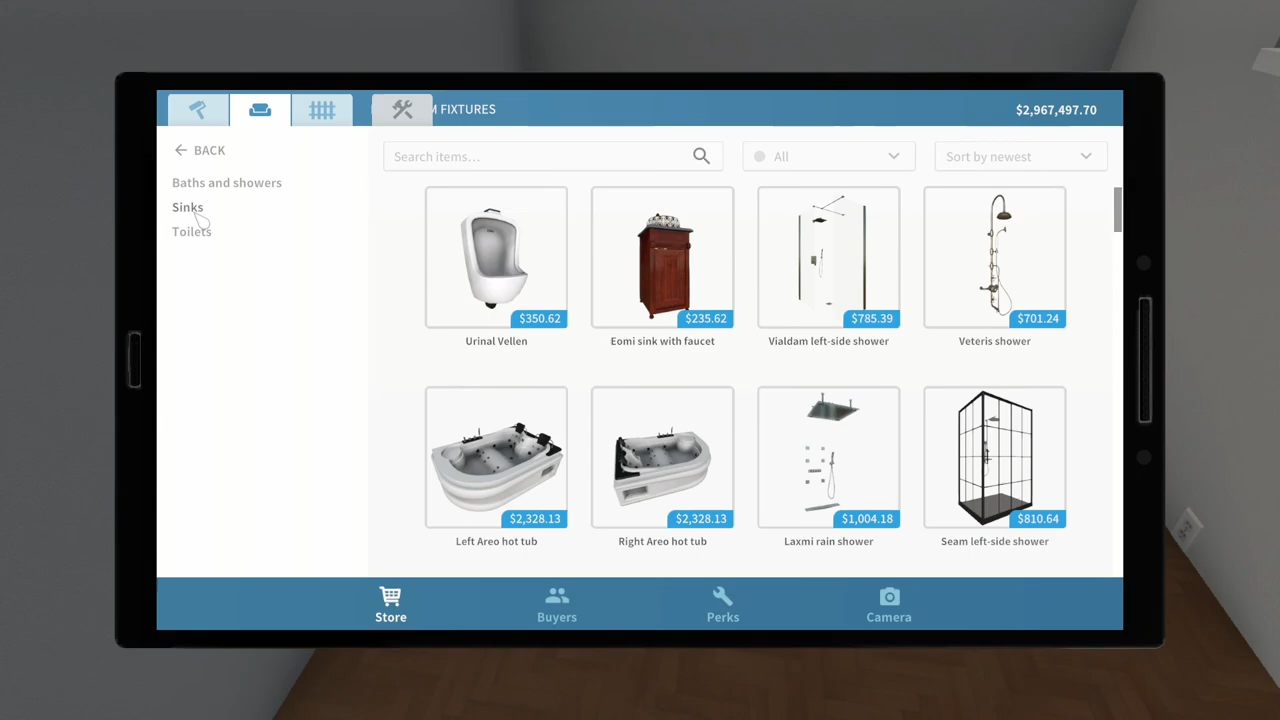 M FIXTURES
$2,967,497.70
BACK
Search items...
All
Sort by newest
Baths and showers
Sinks
Toilets
$350.62
$235.62
$785.39
$701.24
Urinal Vellen
Eomi sink with faucet
Vialdam left-side shower
Veteris shower
$2,328.13
$2,328.13
$1,004.18
$810.64
Left Areo hot tub
Right Areo hot tub
Laxmi rain shower
Seam left-side shower
Store
Buyers
Perks
Camera